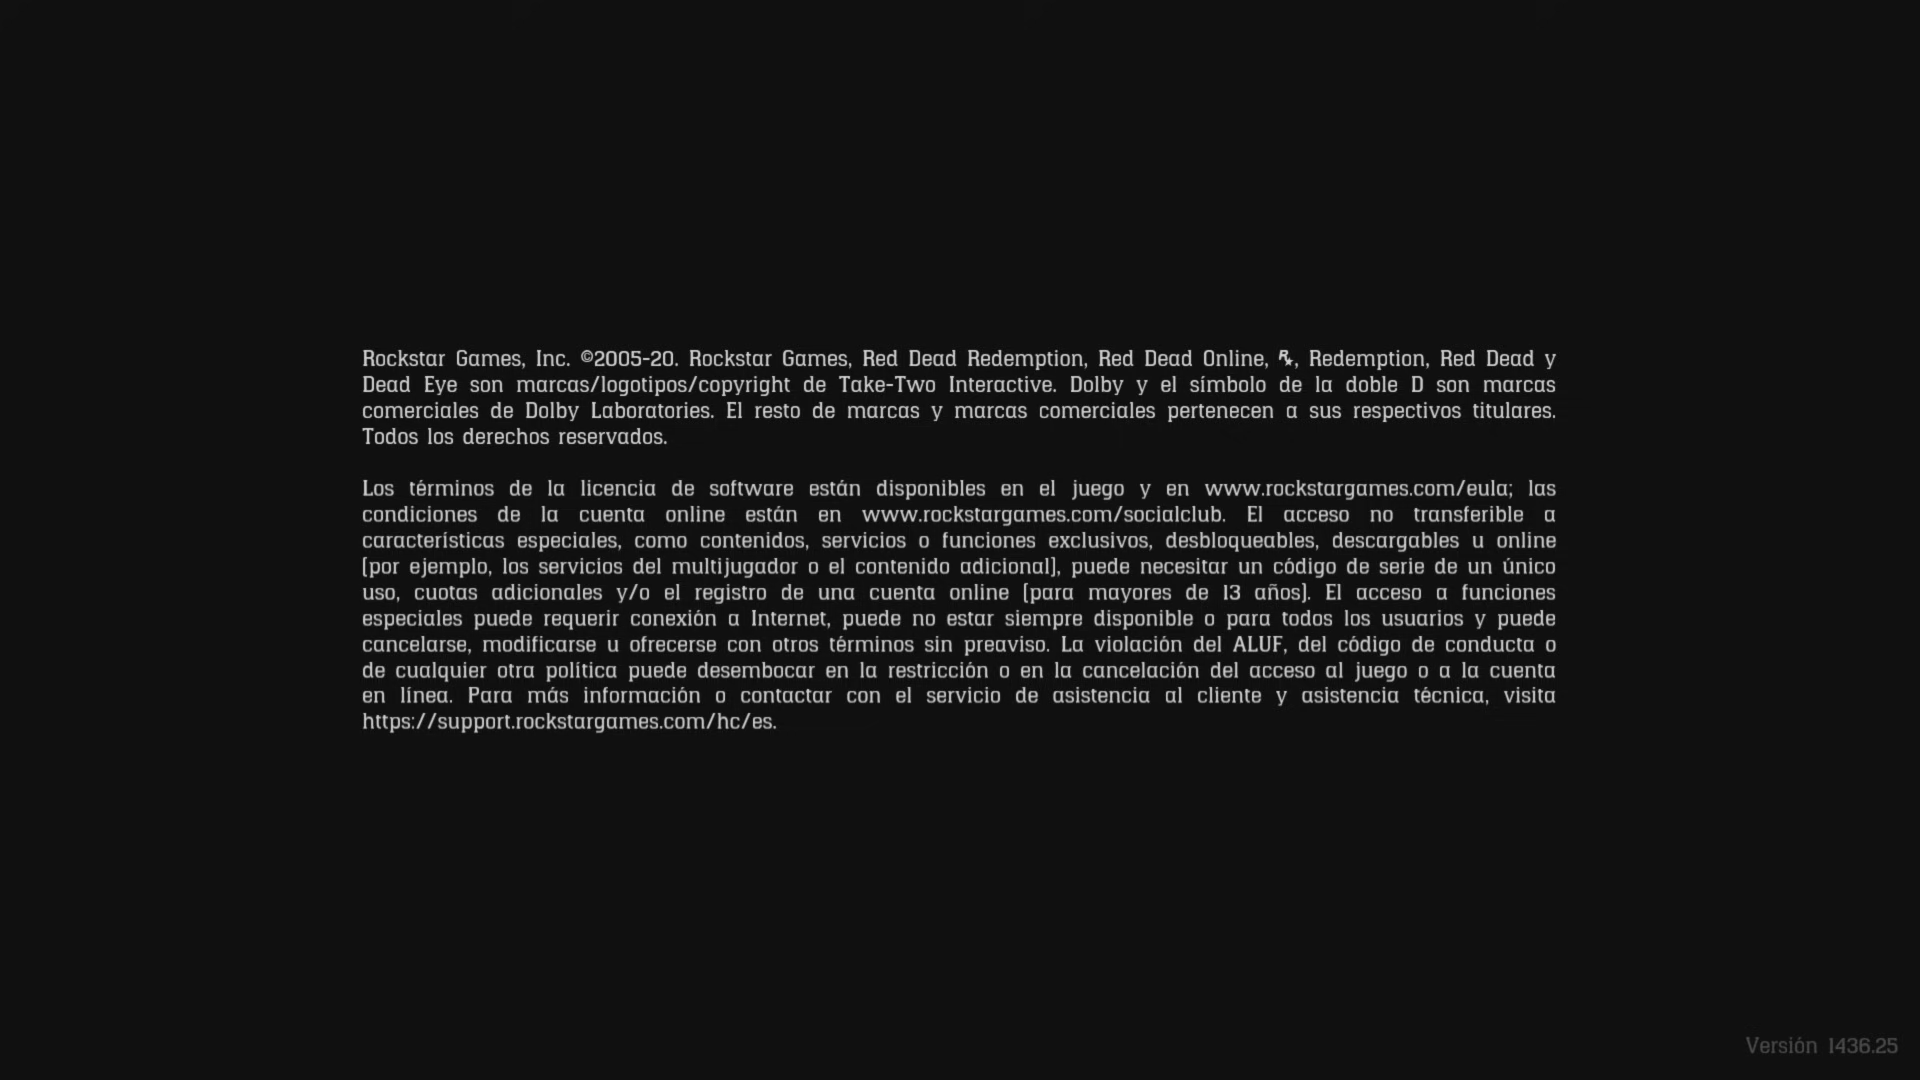 Rockstar Games, Inc. ©2005-20. Rockstar Games, Red Dead Redemption, Red Dead Online, R★, Redemption, Red Dead y
Dead Eye son marcas/logotipos/copyright de Take-Two Interactive. Dolby y el símbolo de la doble D son marcas
comerciales de Dolby Laboratories. El resto de marcas y marcas comerciales pertenecen a sus respectivos titulares.
Todos los derechos reservados.
Los términos de la licencia de software están disponibles en el juego y en www.rockstargames.com/eula; las
condiciones de la cuenta online están en www.rockstargames.com/socialclub. El acceso no transferible a
características especiales, como contenidos, servicios o funciones exclusivos, desbloqueables, descargables u online
(por ejemplo, los servicios del multijugador o el contenido adicional), puede necesitar un código de serie de un único
uso, cuotas adicionales y/o el registro de una cuenta online (para mayores de 13 años). El acceso a funciones
especiales puede requerir conexión a Internet, puede no estar siempre disponible o para todos los usuarios y puede
cancelarse, modificarse u ofrecerse con otros términos sin preaviso. La violación del ALUF, del código de conducta o
de cualquier otra política puede desembocar en la restricción o en la cancelación del acceso al juego o a la cuenta
en línea. Para más información o contactar con el servicio de asistencia al cliente y asistencia técnica, visita
https://support.rockstargames.com/hc/es.
Versión 1436.25